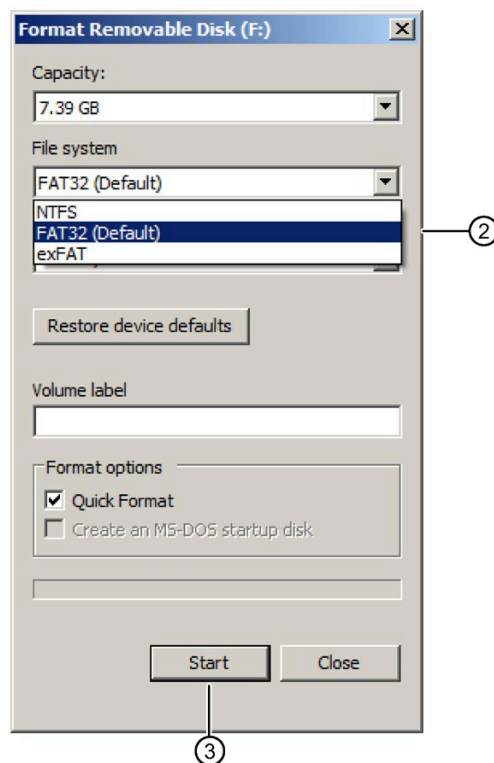 Format Removable Disk (F:)
Capacity:
7.39 GB
File system
FAT32 (Default)
NTFS
FAT32 (Default)
exFAT
②
Restore device defaults
Volume label
Format options
Quick Format
Create an MS-DOS startup disk
Start
Close
③